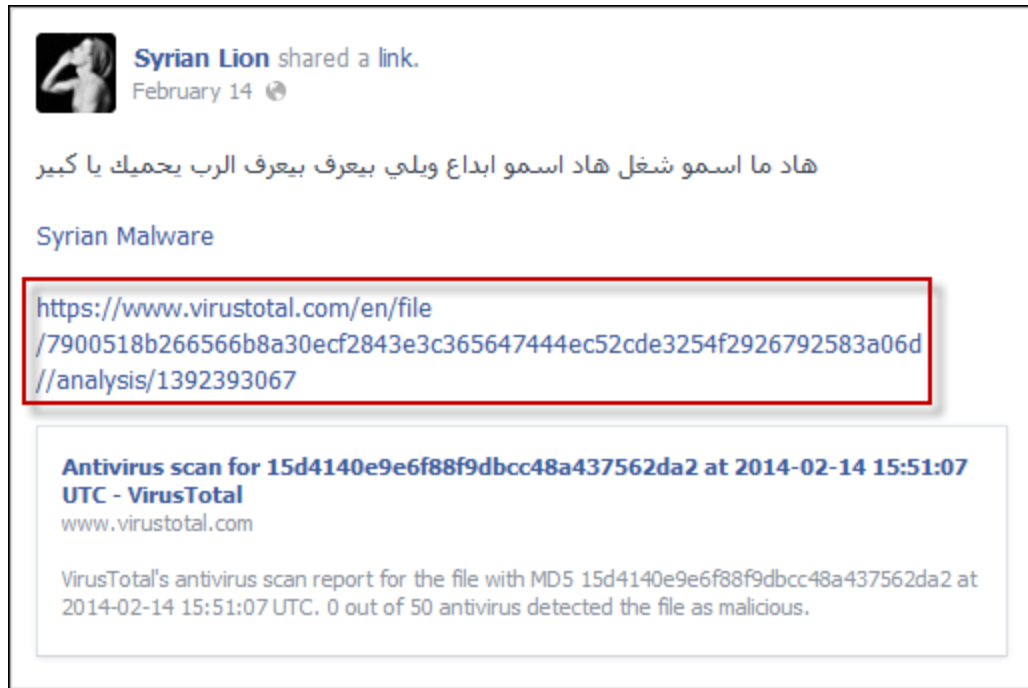 Syrian Lion shared a link.
February 14
هاد ما اسمو شغل هاد اسمو ابداع ويلي بيعرف بيعرف الرب يحميك يا كبير
Syrian Malware
https://www.virustotal.com/en/file
/7900518b266566b8a30ecf2843e3c365647444ec52cde3254f2926792583a06d
//analysis/1392393067
Antivirus scan for 15d4140e9e6f88f9dbcc48a437562da2 at 2014-02-14 15:51:07
UTC - VirusTotal
www.virustotal.com
VirusTotal's antivirus scan report for the file with MD5 15d4140e9e6f88f9dbcc48a437562da2 at
2014-02-14 15:51:07 UTC. 0 out of 50 antivirus detected the file as malicious.